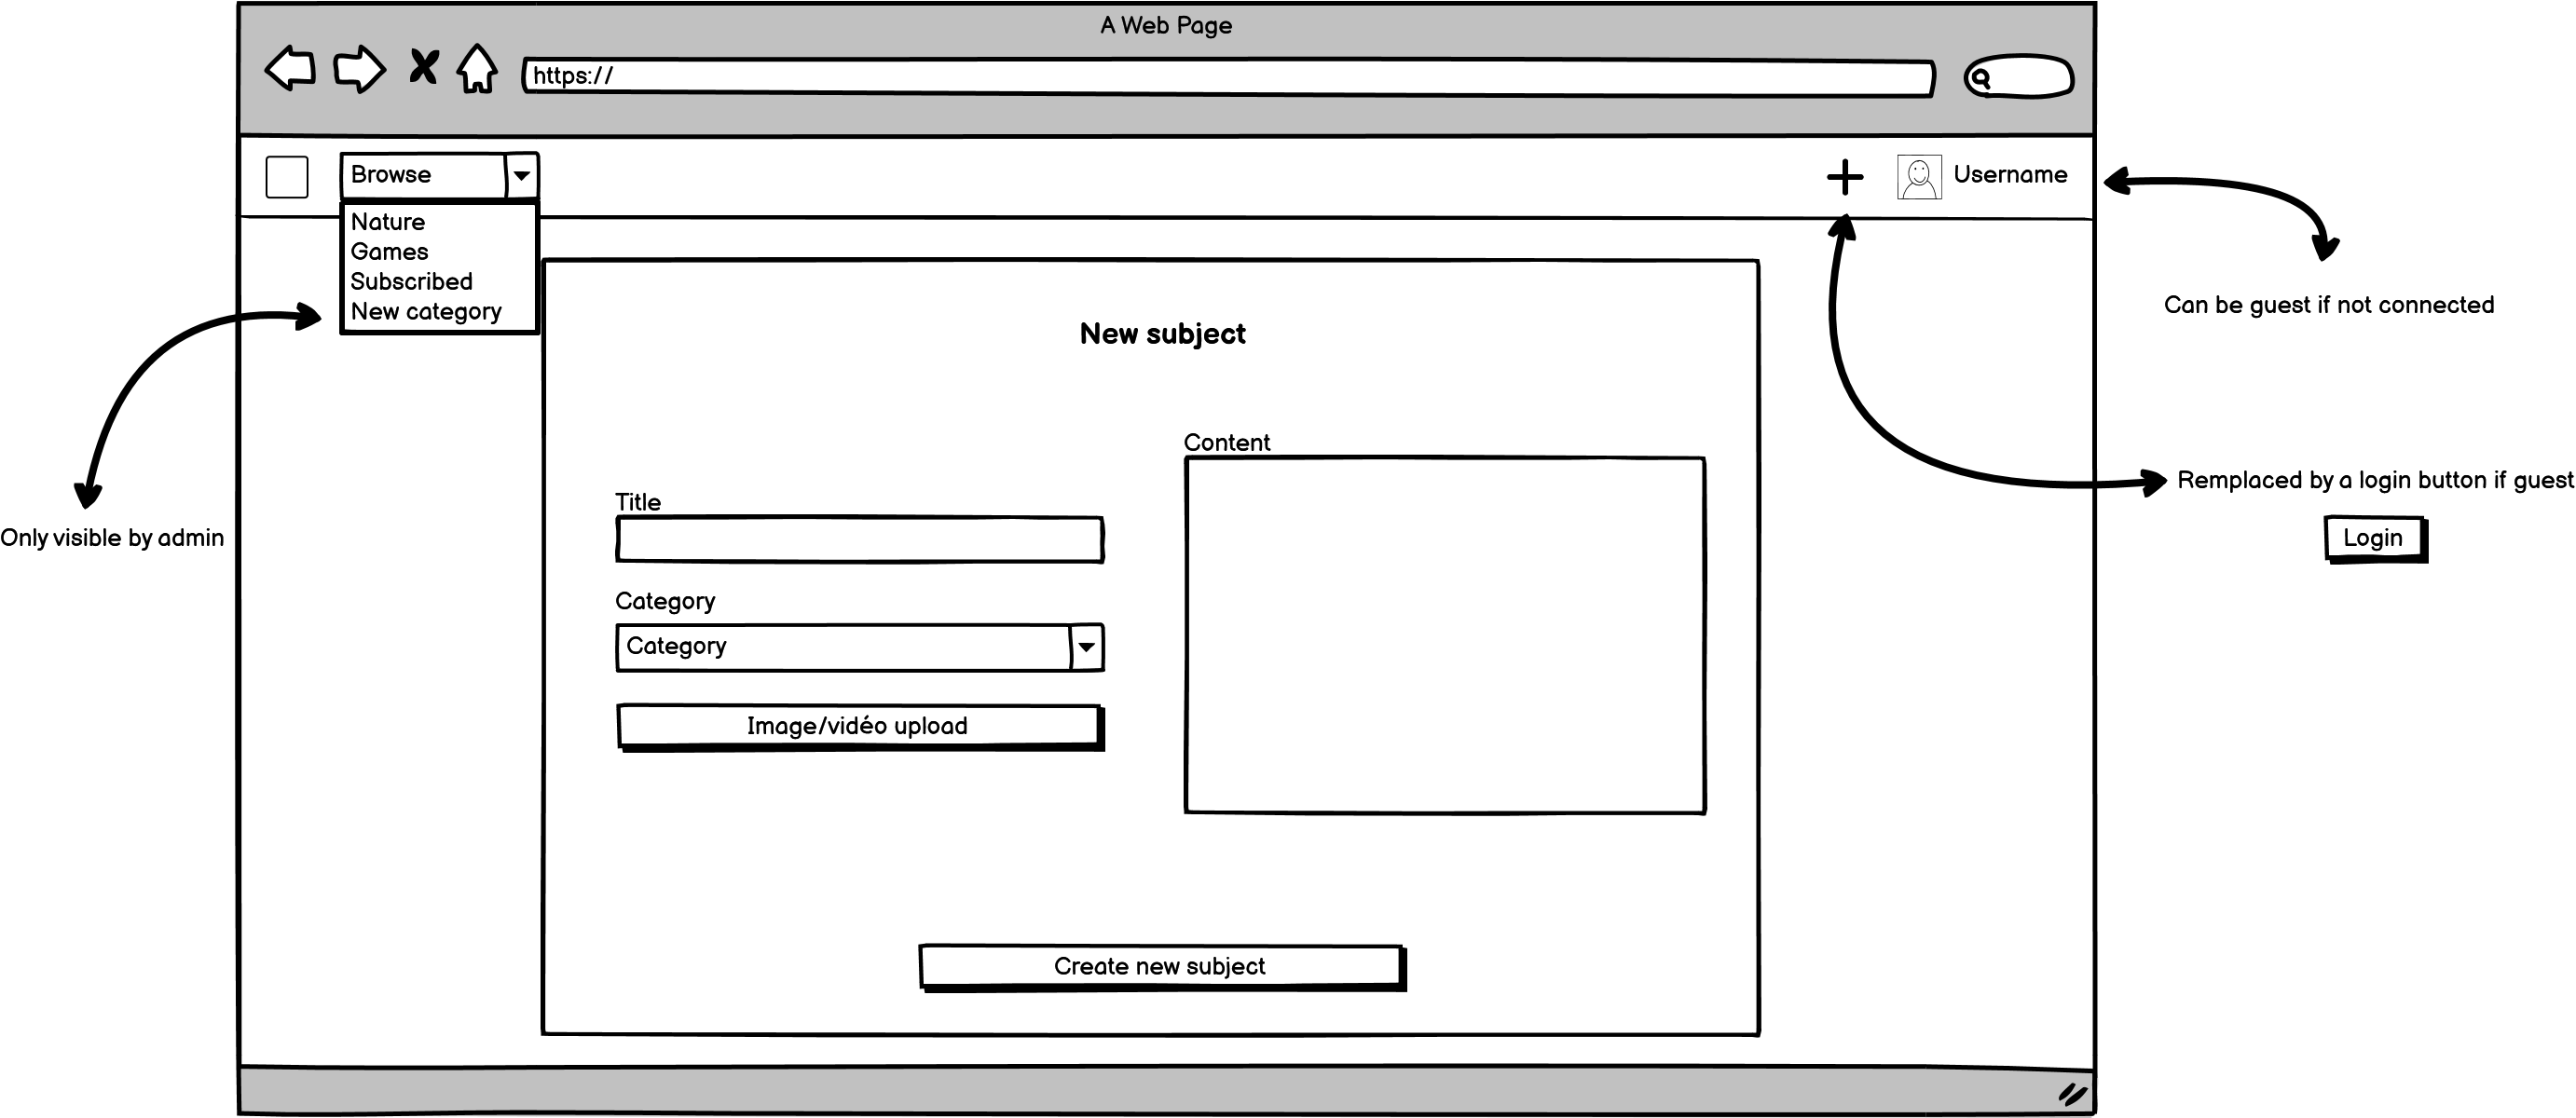 A Web Page
https://
Browse
Username
Nature
Games
Subscribed
New category
Can be guest if not connected
New subject
Content
Remplaced by a login button if guest
Title
Only visible by admin
Login
Category
Category
Image/vidéo upload
Create new subject